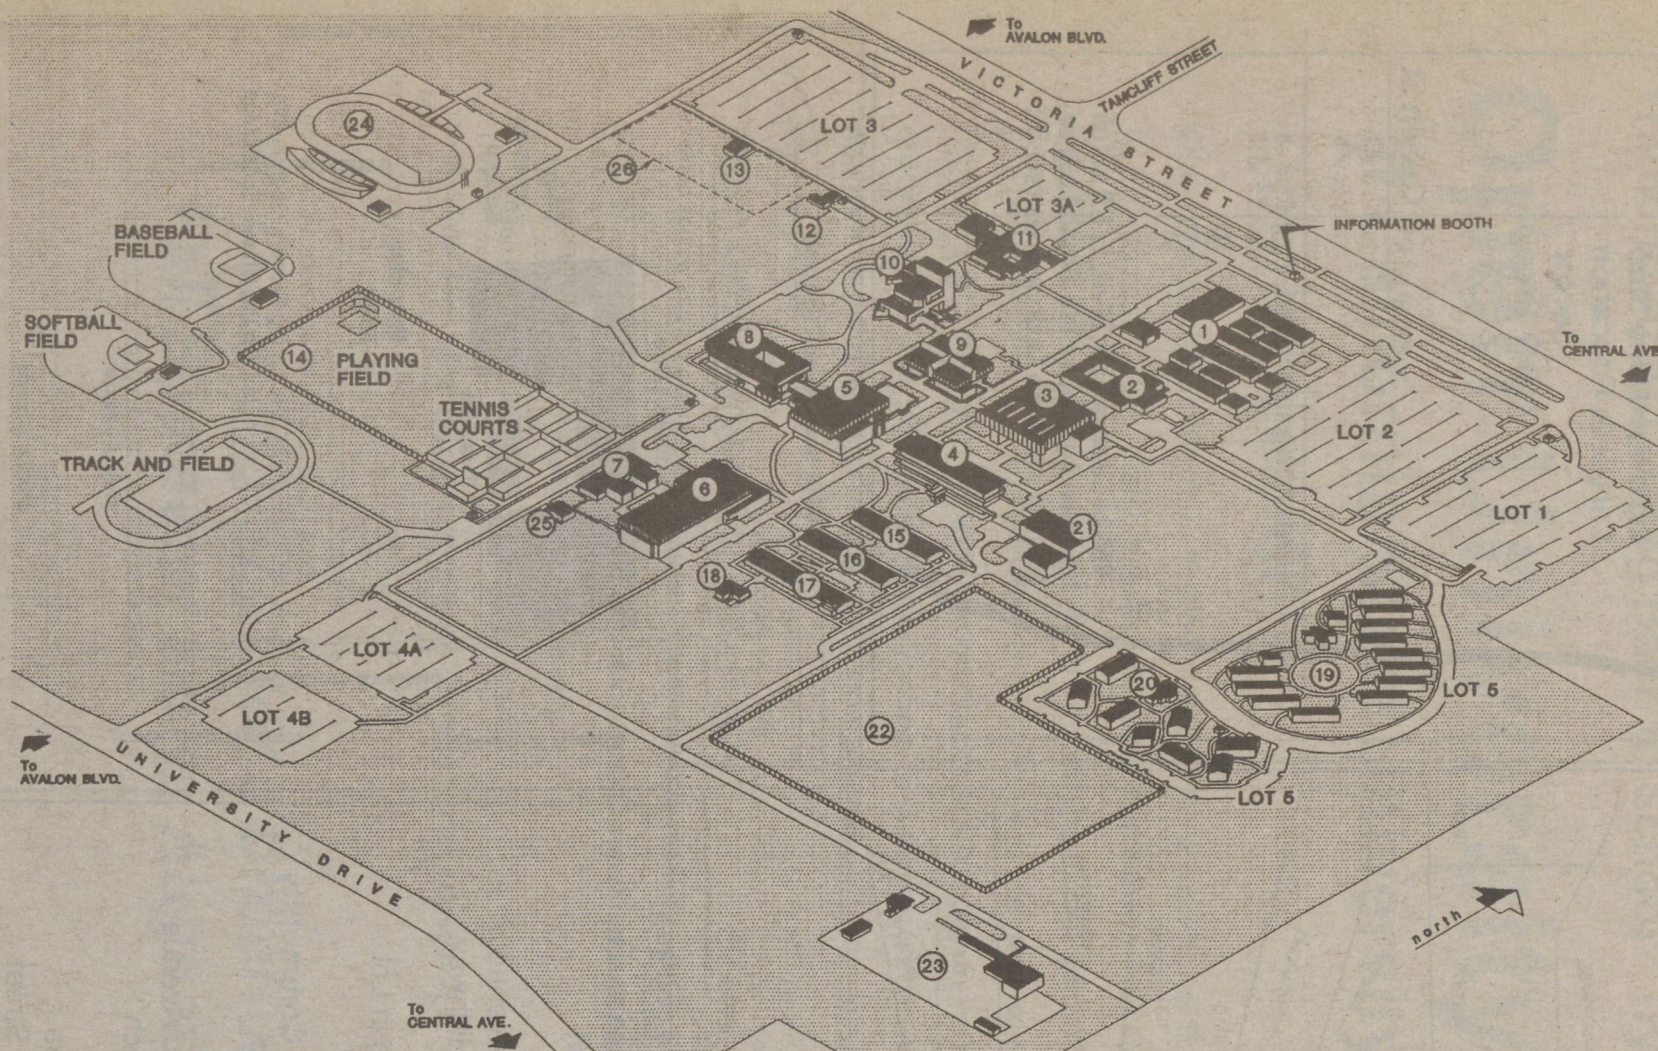 To
AVALON BLVD.
VICTORIA STREET
TAMCLIFF STREET
LOT 3
24
26
13
12
LOT 3A
11
INFORMATION BOOTH
BASEBALL
FIELD
10
SOFTBALL
FIELD
14
PLAYING
FIELD
8
9
1
To
CENTRAL AVE
5
3
2
TENNIS
COURTS
LOT 2
TRACK AND FIELD
7
4
6
LOT 1
25
15
21
16
18
17
LOT 4A
19
20
LOT 5
LOT 4B
22
To
AVALON BLVD.
UNIVERSITY DRIVE
LOT 5
north
23
To
CENTRAL AVE.